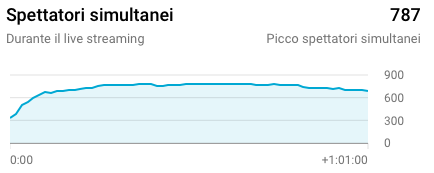 Spettatori simultanei 787
Durante il live streaming Picco spettatori simultanei
900
600
300
0
0:00 +1:01:00